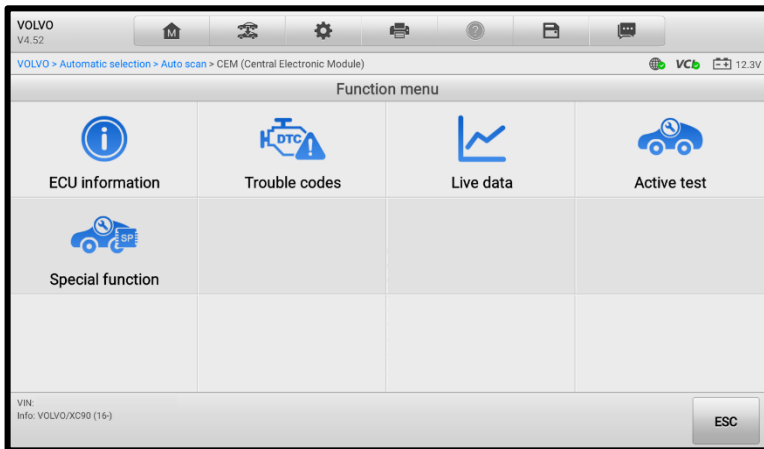 VOLVO
V4.52
M
VOLVO > Automatic selection > Auto scan > CEM (Central Electronic Module)
VCI
12.3V
Function menu
ECU information
DTC
Trouble codes
Live data
Active test
SP
Special function
VIN:
Info: VOLVO/XC90 (16-)
ESC